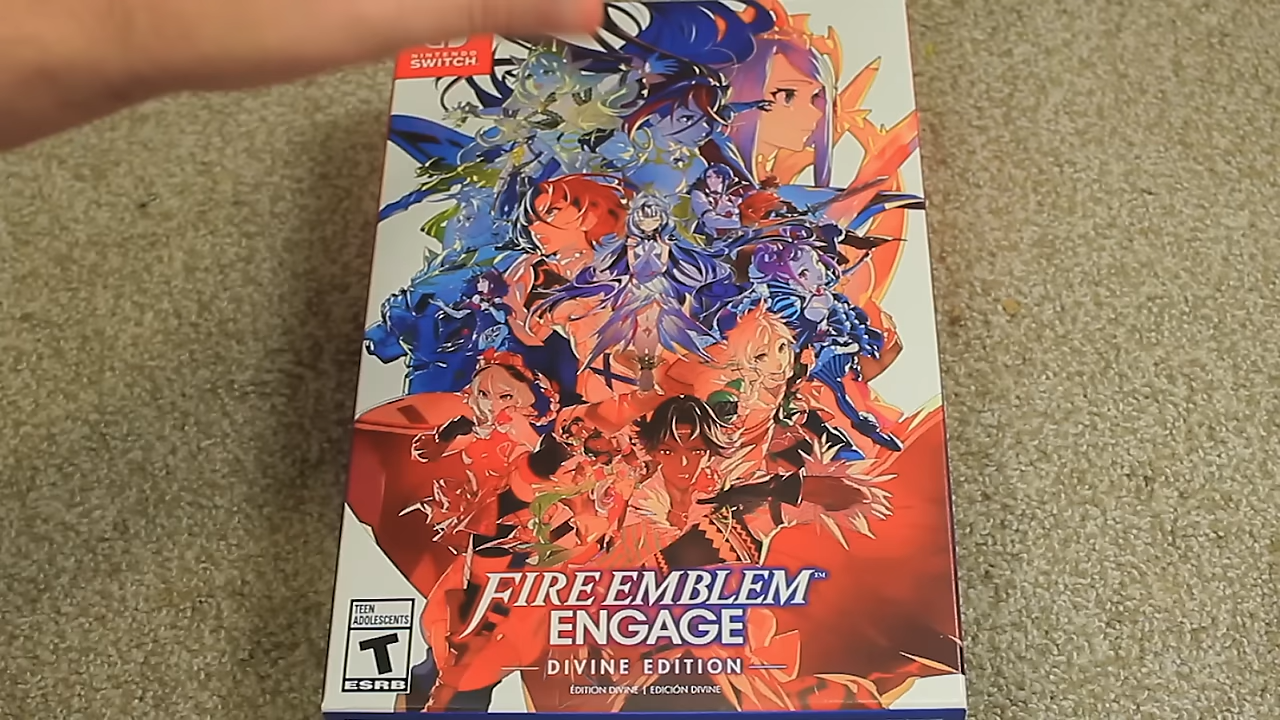 NINTENDO
SWITCH
FIRE EMBLEM™
ENGAGE
DIVINE EDITION
ÉDITION DIVINE | EDICIÓN DIVINE
TEEN
ADOLESCENTS
T
ESRB